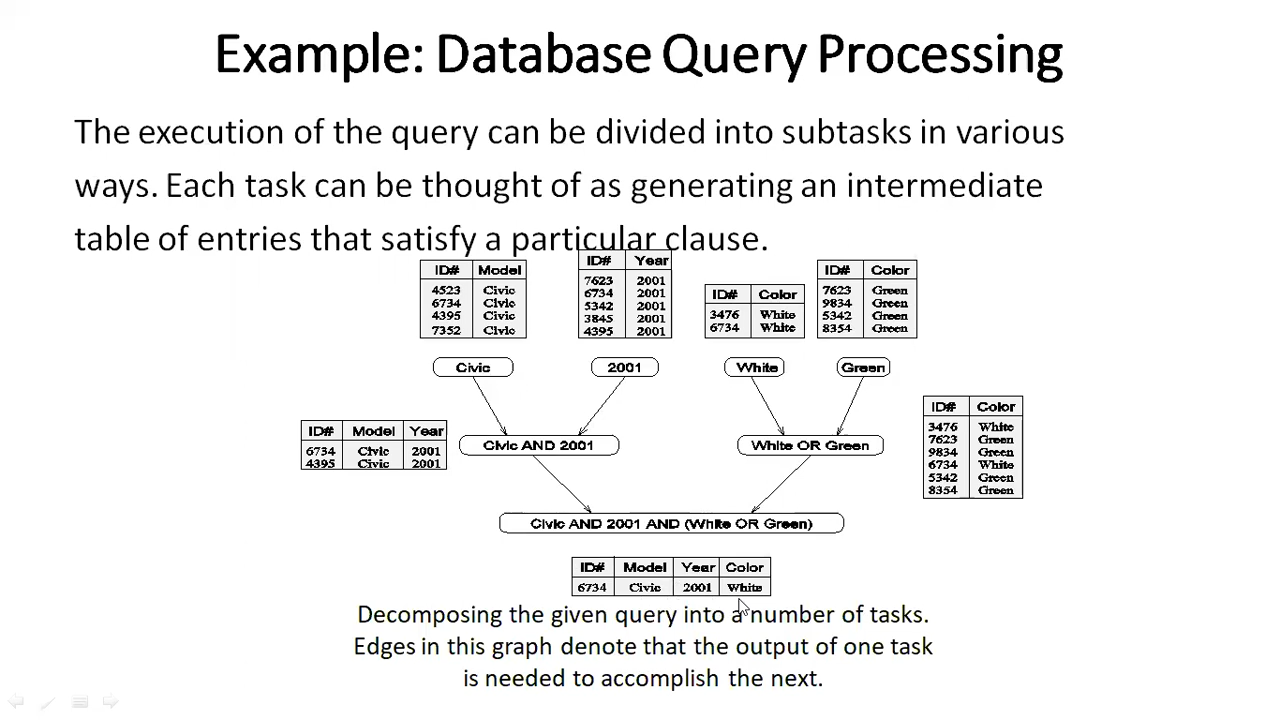 Example: Database Query Processing
The execution of the query can be divided into subtasks in various
ways. Each task can be thought of as generating an intermediate
table of entries that satisfy a particular clause.
ID# Model
4523 Civic
6734 Civic
4395 Civic
7352 Civic
ID# Year
7623 2001
6734 2001
5342 2001
3845 2001
4395 2001
ID# Color
3476 White
6734 White
ID# Color
7623 Green
9834 Green
5342 Green
8354 Green
Civic
2001
White
Green
ID# Model Year
6734 Civic 2001
4395 Civic 2001
Civic AND 2001
White OR Green
ID# Color
3476 White
7623 Green
9834 Green
6734 White
5342 Green
8354 Green
Civic AND 2001 AND (White OR Green)
ID# Model Year Color
6734 Civic 2001 White
Decomposing the given query into a number of tasks.
Edges in this graph denote that the output of one task
is needed to accomplish the next.